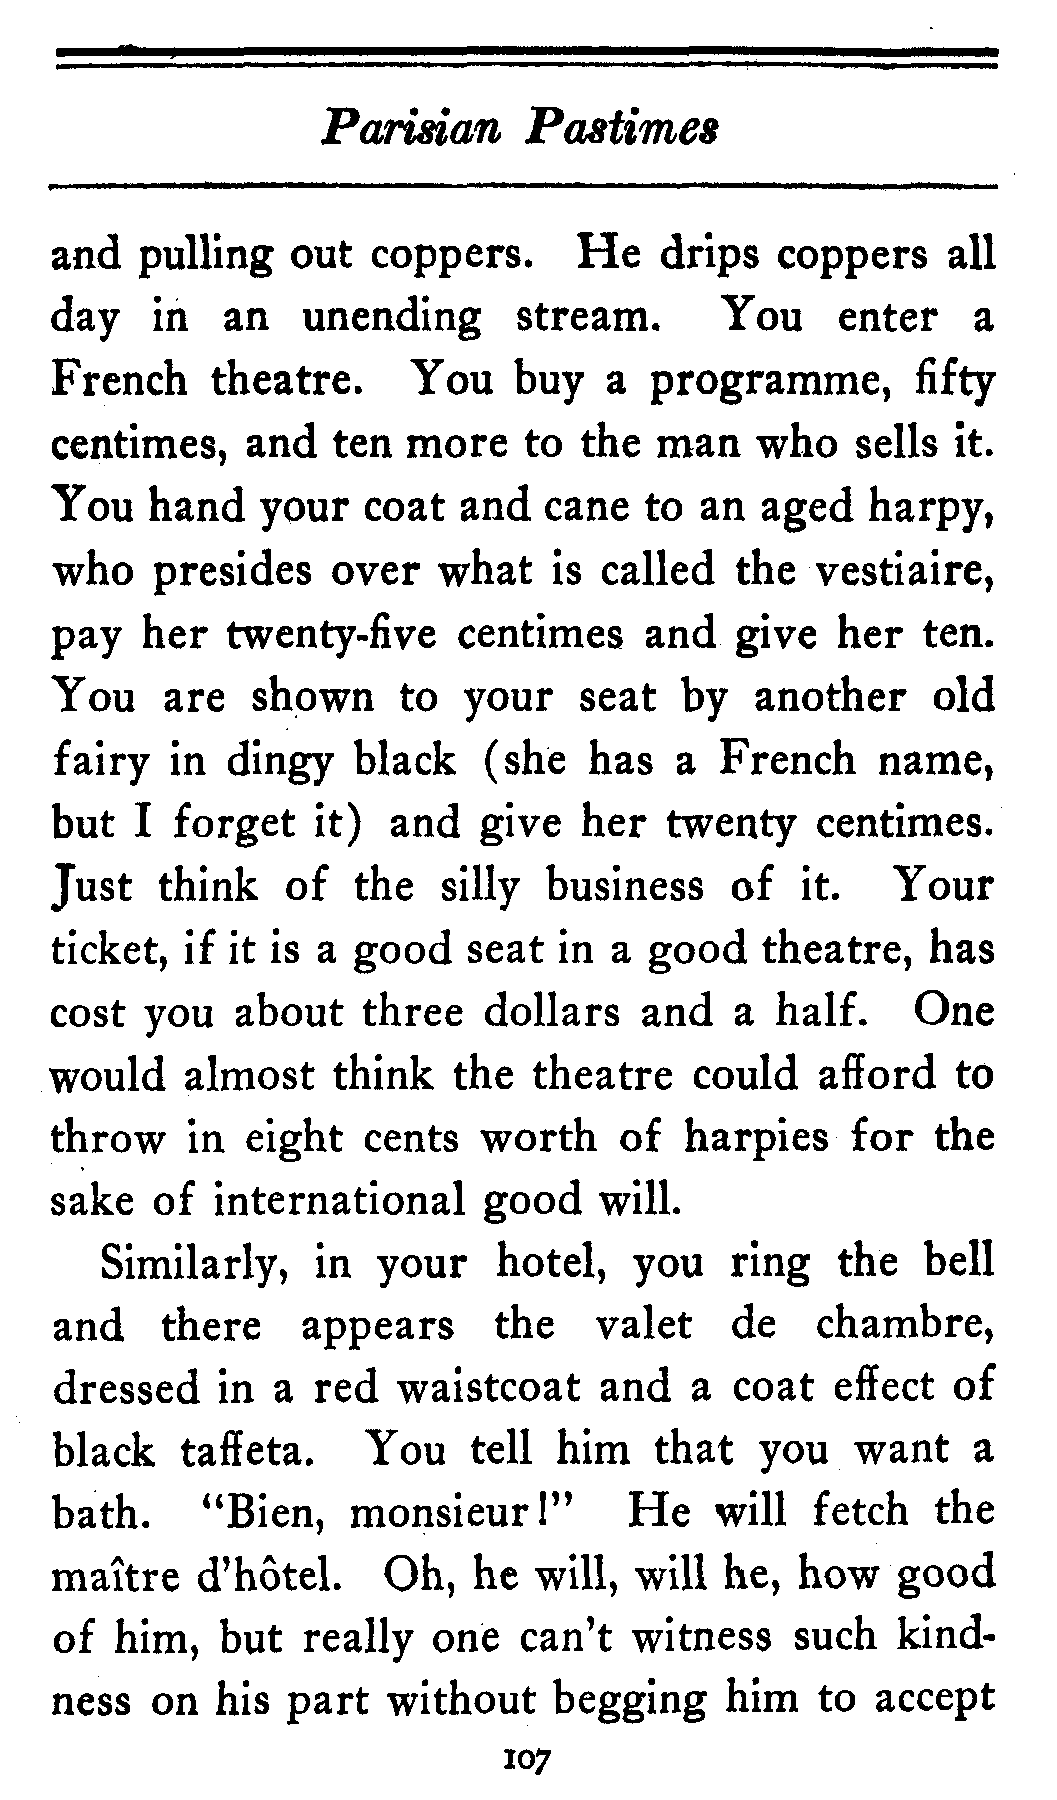 Parisian Pastimes
and pulling out coppers. He drips coppers all
day in an unending stream. You enter a
French theatre. You buy a programme, fifty
centimes, and ten more to the man who sells it.
You hand your coat and cane to an aged harpy,
who presides over what is called the vestiaire,
pay her twenty-five centimes and give her ten.
You are shown to your seat by another old
fairy in dingy black (she has a French name,
but I forget it) and give her twenty centimes.
Just think of the silly business of it. Your
ticket, if it is a good seat in a good theatre, has
cost you about three dollars and a half. One
would almost think the theatre could afford to
throw in eight cents worth of harpies for the
sake of international good will.
Similarly, in your hotel, you ring the bell
and there appears the valet de chambre,
dressed in a red waistcoat and a coat effect of
black taffeta. You tell him that you want a
bath. "Bien, monsieur!" He will fetch the
maître d'hôtel. Oh, he will, will he, how good
of him, but really one can't witness such kind-
ness on his part without begging him to accept
107